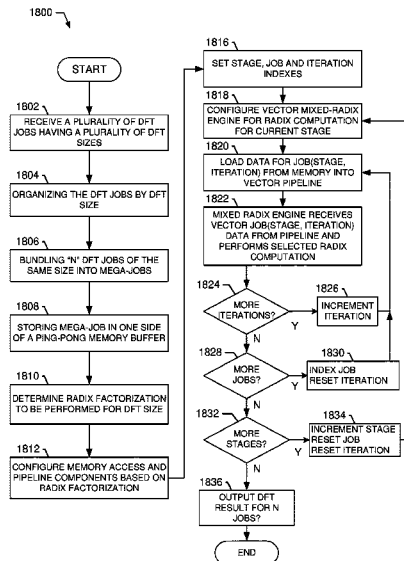 1800
START
1802
RECEIVE A PLURALITY OF DFT
JOBS HAVING A PLURALITY OF DFT
SIZES
1804
ORGANIZING THE DFT JOBS BY DFT
SIZE
1806
BUNDLING "N" DFT JOBS OF THE
SAME SIZE INTO MEGA-JOBS
1808
STORING MEGA-JOB IN ONE SIDE
OF A PING-PONG MEMORY BUFFER
1810
DETERMINE RADIX FACTORIZATION
TO BE PERFORMED FOR DFT SIZE
1812
CONFIGURE MEMORY ACCESS AND
PIPELINE COMPONENTS BASED ON
RADIX FACTORIZATION
1816
SET STAGE, JOB AND ITERATION
INDEXES
1818
CONFIGURE VECTOR MIXED-RADIX
ENGINE FOR RADIX COMPUTATION
FOR CURRENT STAGE
1820
LOAD DATA FOR JOB(STAGE,
ITERATION) FROM MEMORY INTO
VECTOR PIPELINE
1822
MIXED RADIX ENGINE RECEIVES
VECTOR JOB(STAGE, ITERATION)
DATA FROM PIPELINE AND
PERFORMS SELECTED RADIX
COMPUTATION
1824
MORE
ITERATIONS?
Y
N
1826
INCREMENT
ITERATION
1828
MORE
JOBS?
Y
N
1830
INDEX JOB
RESET ITERATION
1832
MORE
STAGES?
Y
N
1834
INCREMENT STAGE
RESET JOB
RESET ITERATION
1836
OUTPUT DFT
RESULT FOR N
JOBS?
END